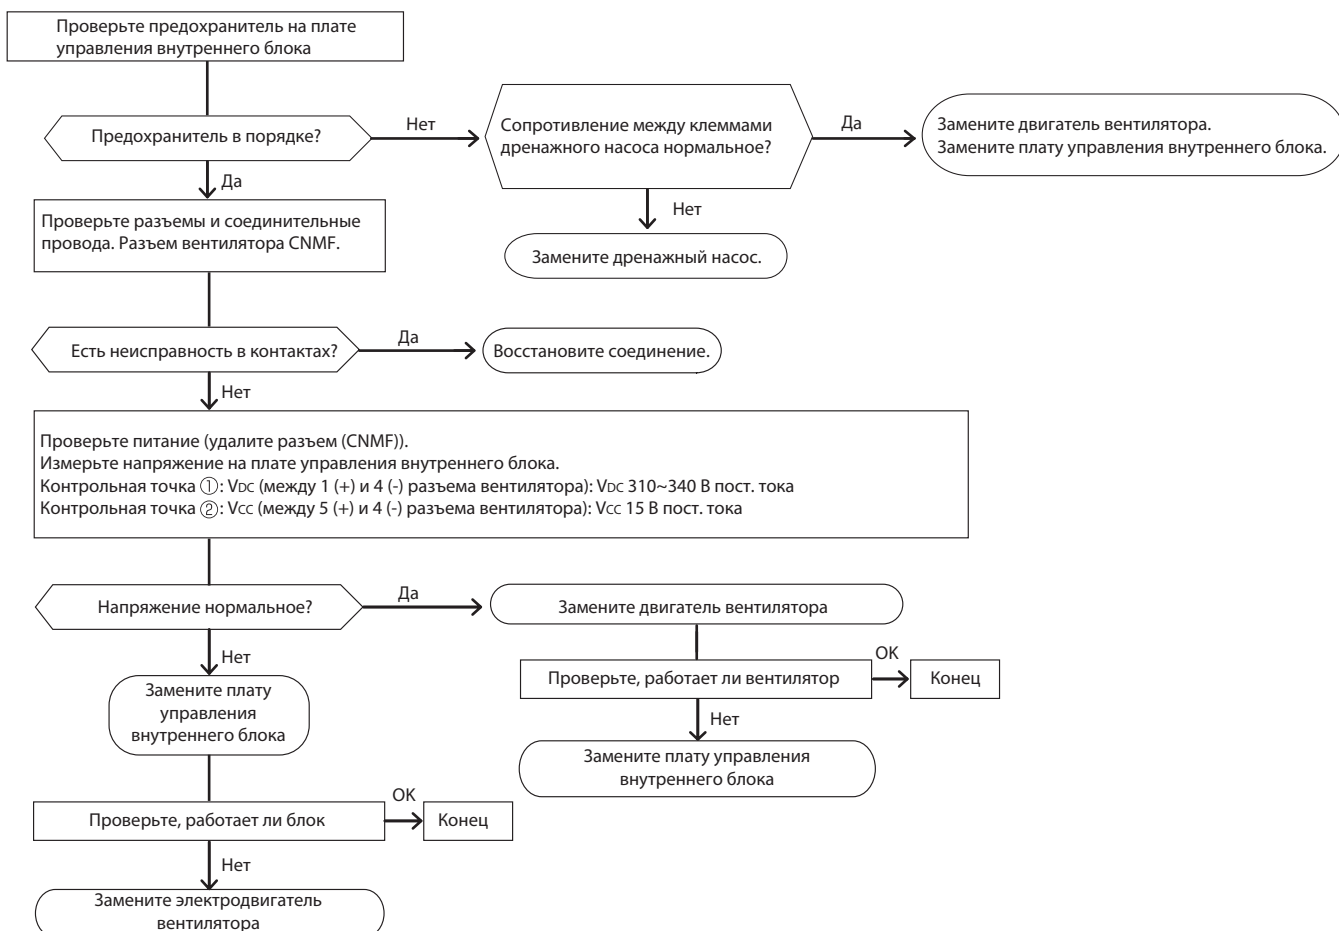 Проверьте предохранитель на плате
управления внутреннего блока
Предохранитель в порядке?
Нет
Сопротивление между клеммами
дренажного насоса нормальное?
Да
Замените двигатель вентилятора.
Замените плату управления внутреннего блока.
Да
Нет
Проверьте разъемы и соединительные
провода. Разъем вентилятора CNMF.
Замените дренажный насос.
Есть неисправность в контактах?
Да
Восстановите соединение.
Нет
Проверьте питание (удалите разъем (CNMF)).
Измерьте напряжение на плате управления внутреннего блока.
Контрольная точка ①: VDC (между 1 (+) и 4 (-) разъема вентилятора): VDC 310~340 В пост. тока
Контрольная точка ②: VCC (между 5 (+) и 4 (-) разъема вентилятора): VCC 15 В пост. тока
Напряжение нормальное?
Да
Замените двигатель вентилятора
Нет
Проверьте, работает ли вентилятор
OK
Конец
Замените плату
управления
внутреннего блока
Нет
Замените плату управления
внутреннего блока
Проверьте, работает ли блок
OK
Конец
Нет
Замените электродвигатель
вентилятора